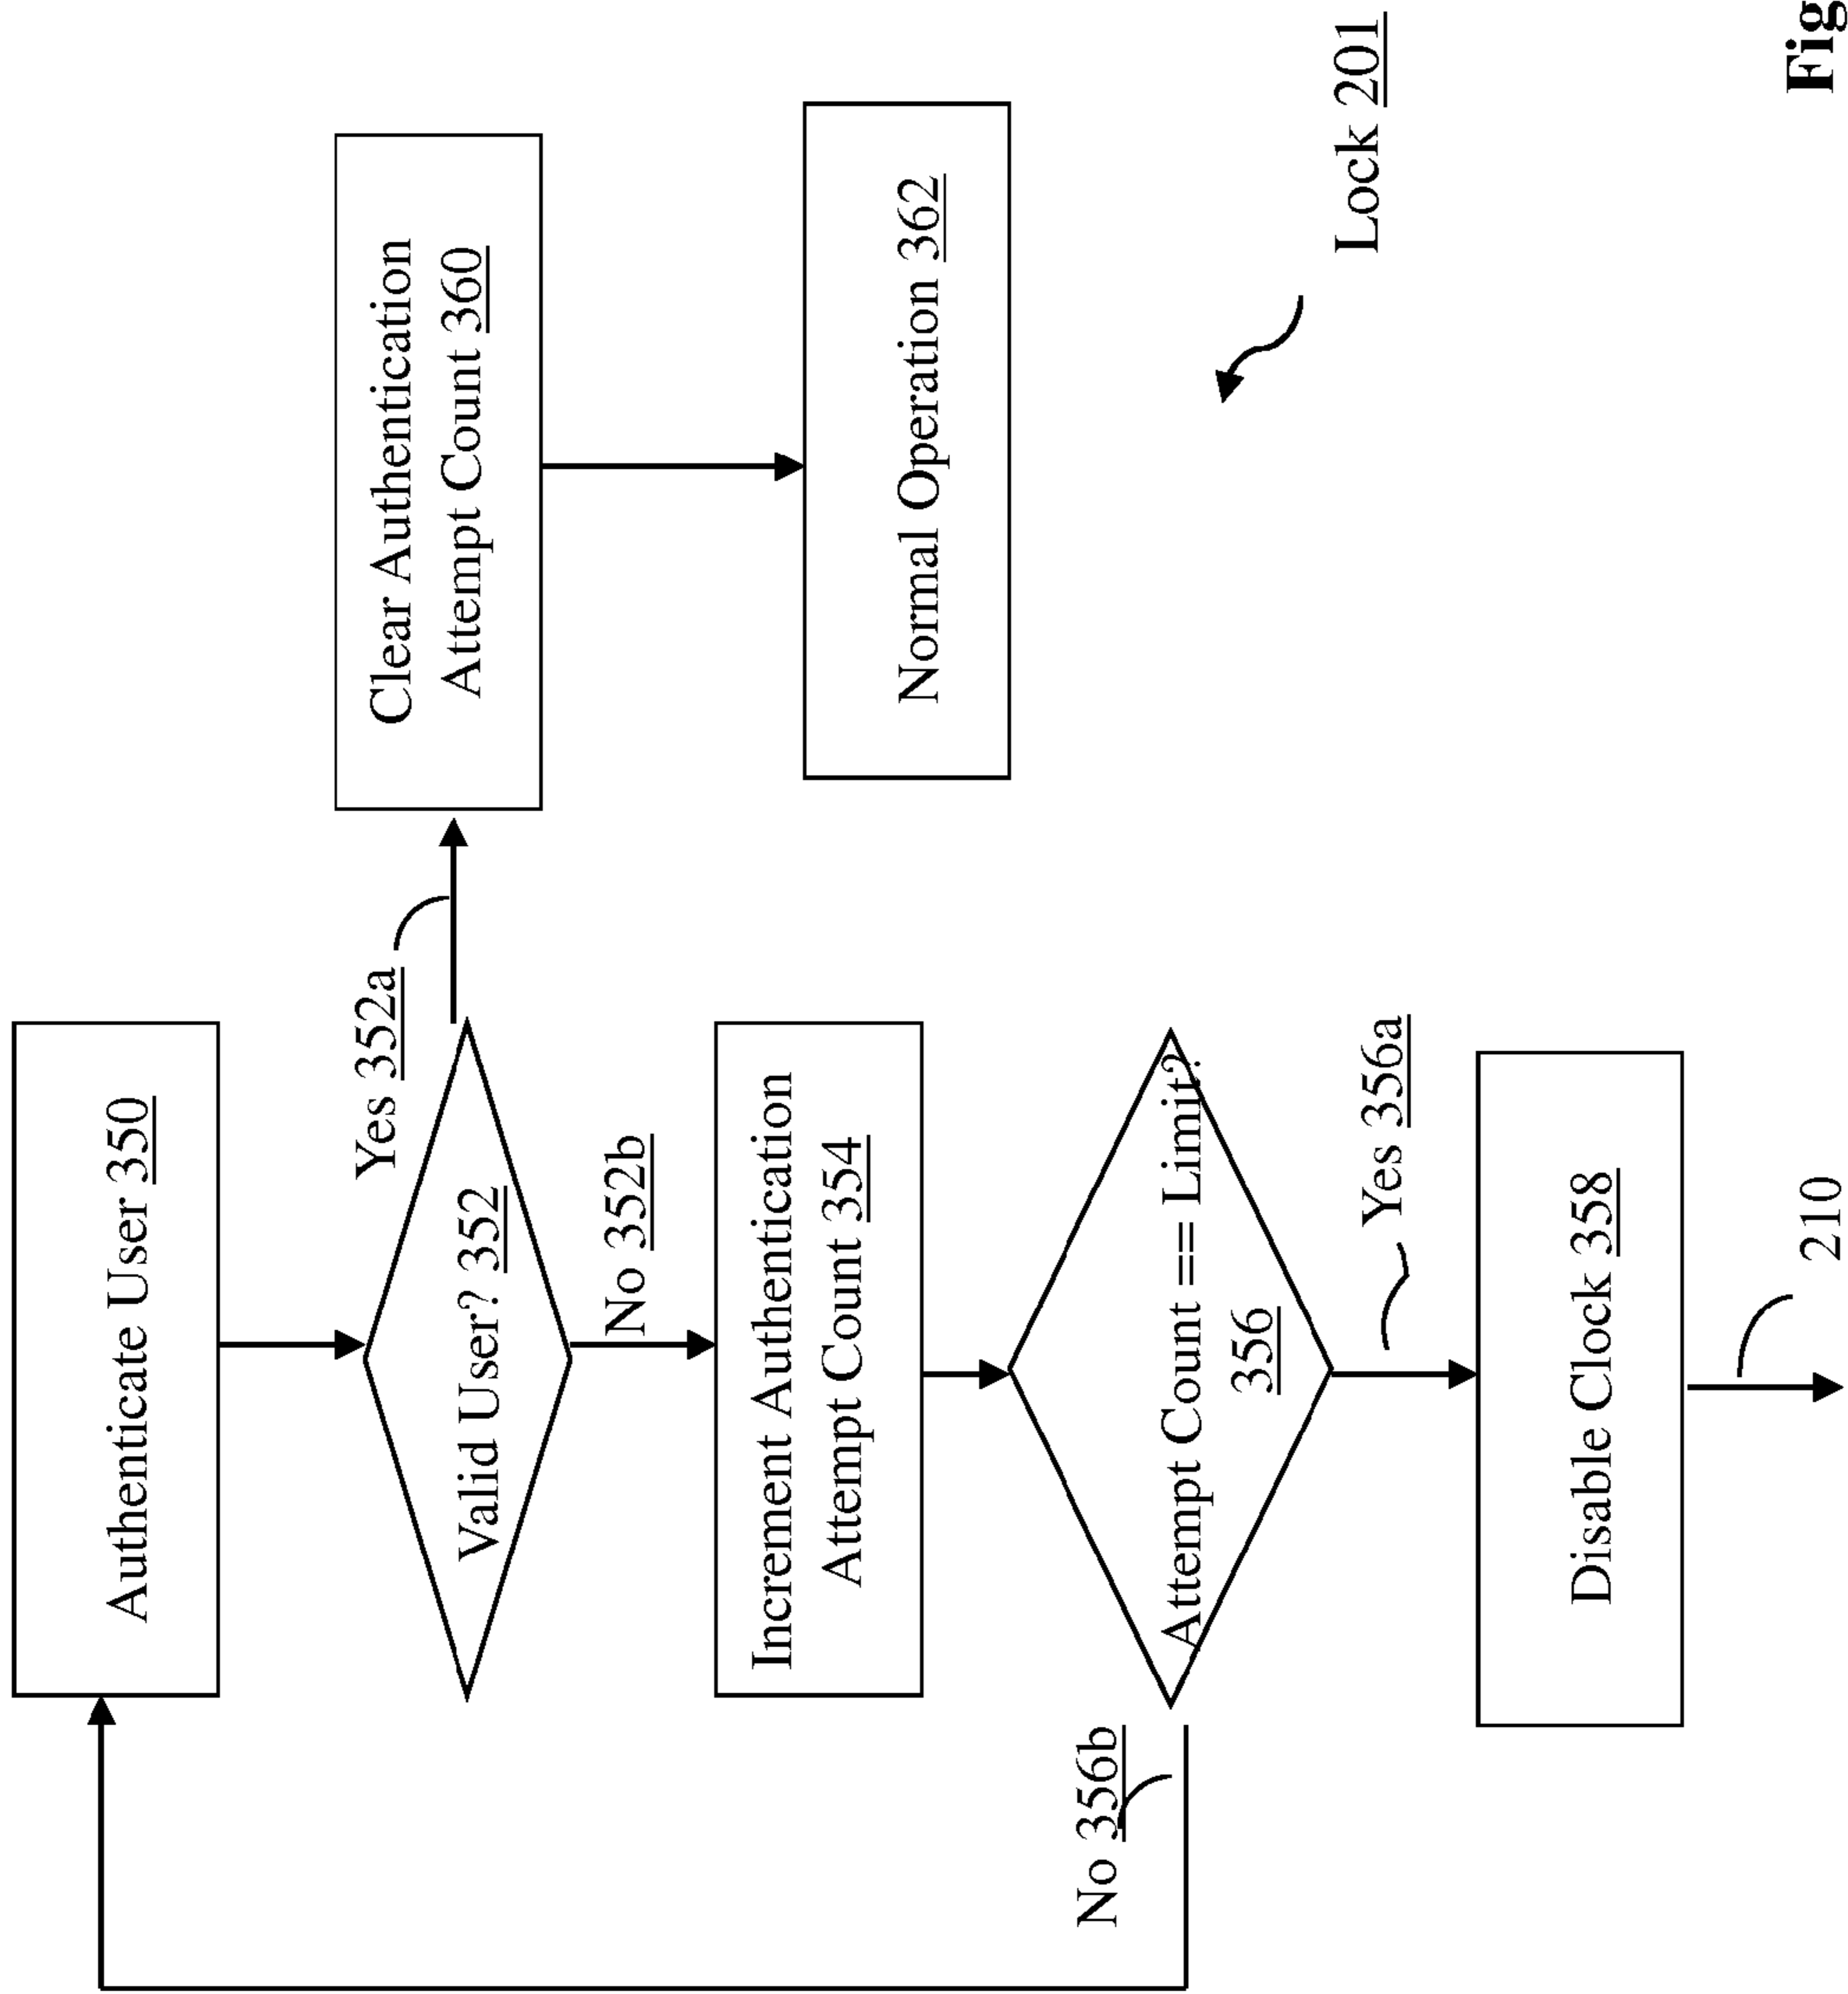 Authenticate User 350
Yes 352a
Valid User? 352
No 352b
Clear Authentication
Attempt Count 360
Normal Operation 362
Increment Authentication
Attempt Count 354
Attempt Count == Limit?
356
No 356b
Yes 356a
Disable Clock 358
210
Lock 201
Fig